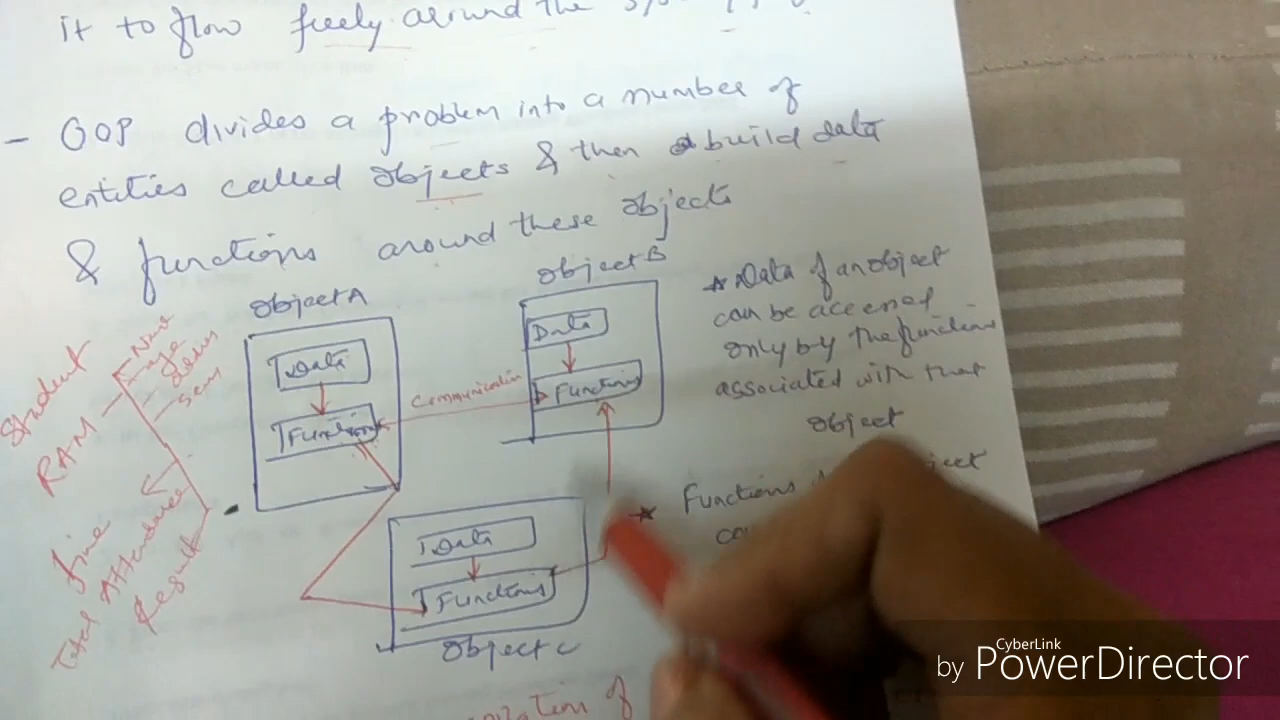 it to flow freely around the
- OOP divides a problem into a number of
entities called objects & then build data
& functions around these objects
Object A
Data
Functions
Communication
Object B
Data
Functions
* Data of an object
can be accessed
only by the functions
associated with that
object
* Functions
Data
Functions
Object C
Student
RAM
Name
age
Sem
fine
Total Attendance
Result
of
CyberLink
by PowerDirector